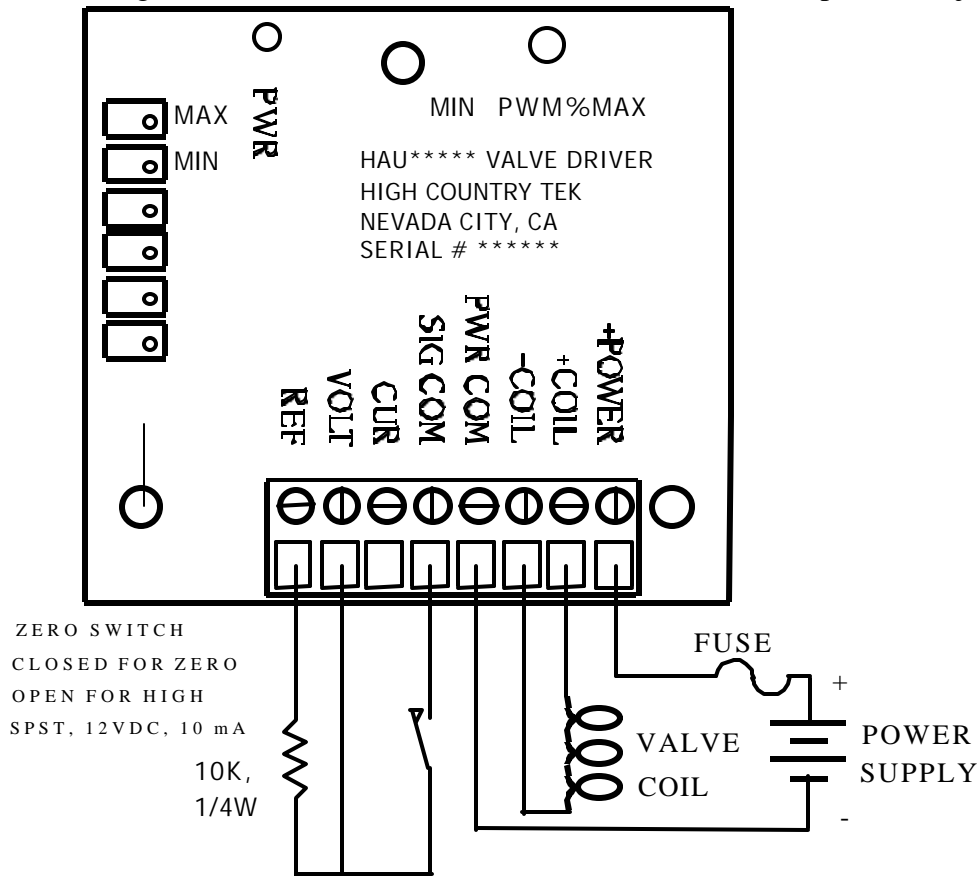 MAX
MIN
PWR
MIN PWM%MAX
HAU***** VALVE DRIVER
HIGH COUNTRY TEK
NEVADA CITY, CA
SERIAL # ******
REF
VOLT
CUR
SIG COM
PWR COM
-COIL
+COIL
+POWER
ZERO SWITCH
CLOSED FOR ZERO
OPEN FOR HIGH
SPST, 12VDC, 10 mA
10K,
1/4W
VALVE
COIL
FUSE
+
POWER
SUPPLY
-